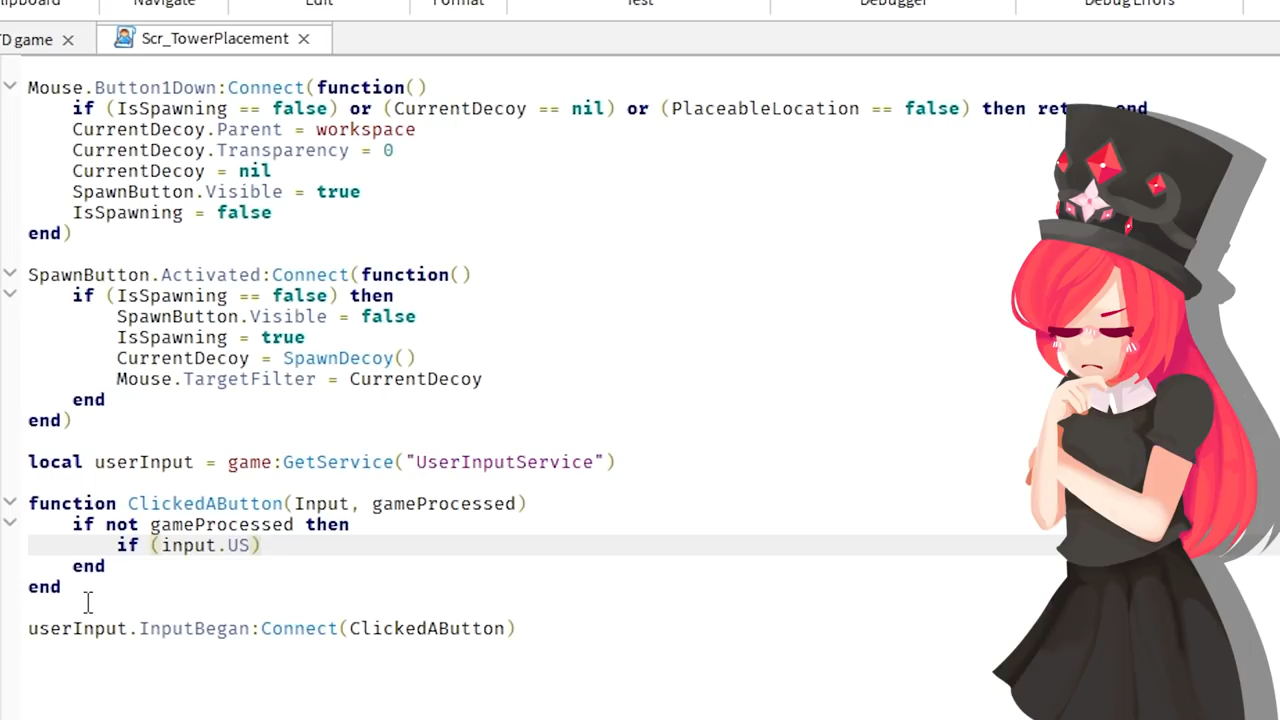 Navigate Edit Format Test Debugger Debug Errors
TD game Scr_TowerPlacement
Mouse.Button1Down:Connect(function()
if (IsSpawning == false) or (CurrentDecoy == nil) or (PlaceableLocation == false) then end
CurrentDecoy.Parent = workspace
CurrentDecoy.Transparency = 0
CurrentDecoy = nil
SpawnButton.Visible = true
IsSpawning = false
end)
SpawnButton.Activated:Connect(function()
if (IsSpawning == false) then
SpawnButton.Visible = false
IsSpawning = true
CurrentDecoy = SpawnDecoy()
Mouse.TargetFilter = CurrentDecoy
end
end)
local userInput = game:GetService("UserInputService")
function ClickedAButton(Input, gameProcessed)
if not gameProcessed then
if (input.US)
end
end
userInput.InputBegan:Connect(ClickedAButton)